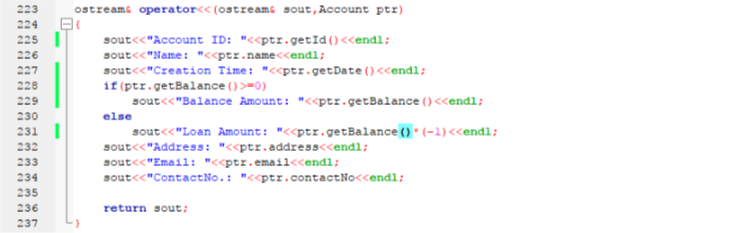 223 ostream& operator<<(ostream& sout,Account ptr)
224 {
225 sout<<"Account ID: "<<ptr.getId()<<endl;
226 sout<<"Name: "<<ptr.name<<endl;
227 sout<<"Creation Time: "<<ptr.getDate()<<endl;
228 if(ptr.getBalance()>=0)
229 sout<<"Balance Amount: "<<ptr.getBalance()<<endl;
230 else
231 sout<<"Loan Amount: "<<ptr.getBalance()*(-1)<<endl;
232 sout<<"Address: "<<ptr.address<<endl;
233 sout<<"Email: "<<ptr.email<<endl;
234 sout<<"ContactNo.: "<<ptr.contactNo<<endl;
235
236 return sout;
237 }